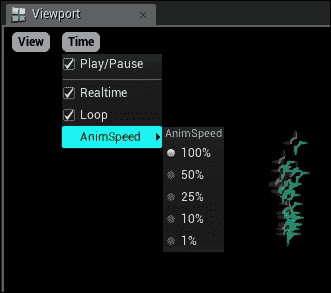 Viewport
View Time
Play/Pause
Realtime
Loop
AnimSpeed
AnimSpeed
100%
50%
25%
10%
1%